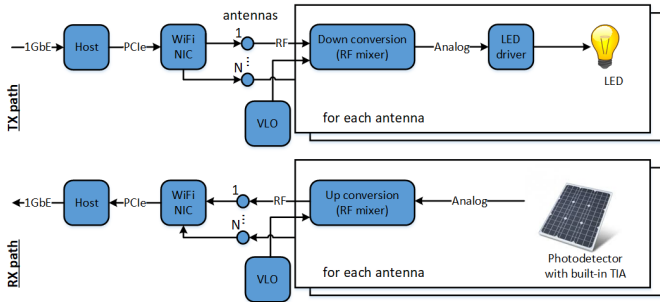 antennas
1GbE
Host
PCIe
WiFi
NIC
1
N
RF
Down conversion
(RF mixer)
Analog
LED
driver
LED
VLO
for each antenna
TX path
1GbE
Host
PCIe
WiFi
NIC
1
N
RF
Up conversion
(RF mixer)
Analog
VLO
for each antenna
Photodetector
with built-in TIA
RX path